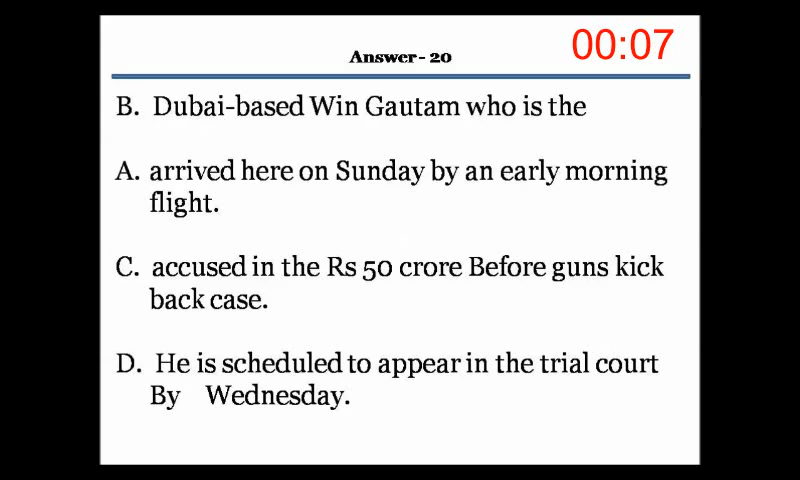 Answer- 20
00:07
B. Dubai-based Win Gautam who is the
A. arrived here on Sunday by an early morning
flight.
C. accused in the Rs 50 crore Before guns kick
back case.
D. He is scheduled to appear in the trial court
By Wednesday.